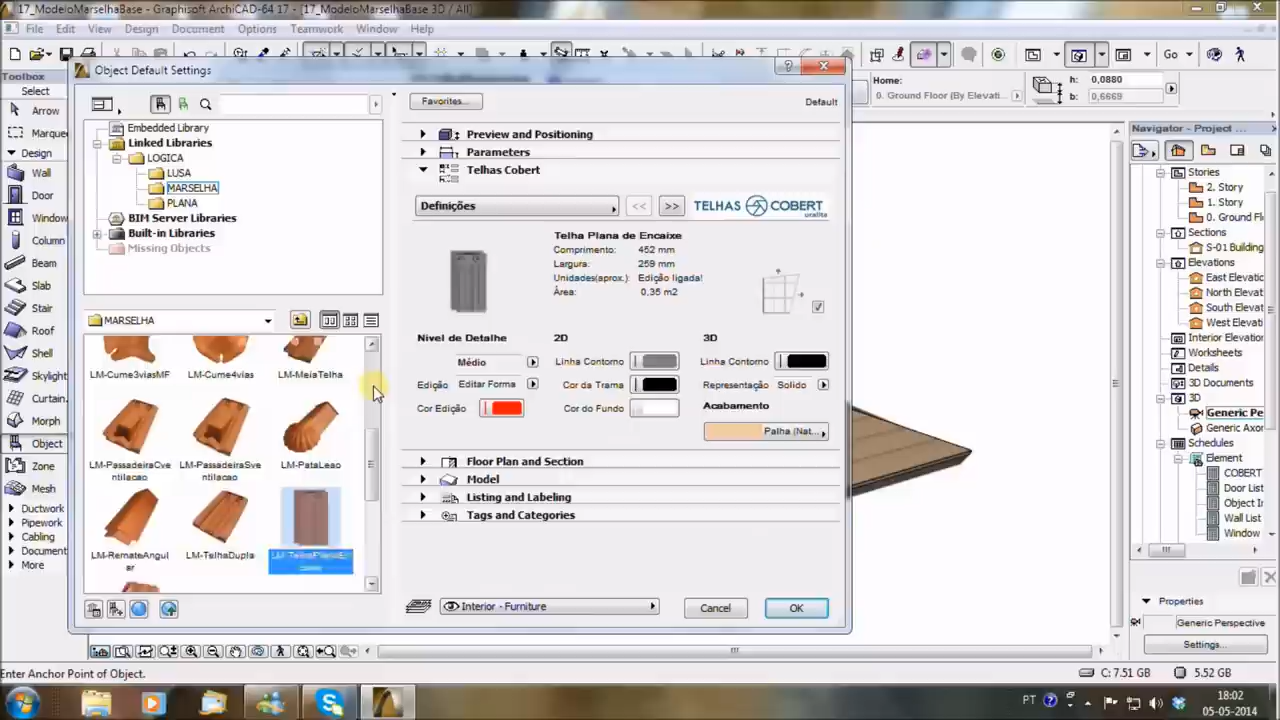 17_ModeloMarselhaBase - Graphisoft ArchiCAD-64 17 - [17_ModeloMarselhaBase 3D / All]
File Edit View Design Document Options Teamwork Window Help
Go
Toolbox
Select
Arrow
Marque
Design
Wall
Door
Window
Column
Beam
Slab
Stair
Roof
Shell
Skylight
Curtain.
Morph
Object
Zone
Mesh
Ductwork
Pipework
Cabling
Document
More
Object Default Settings
Embedded Library
Linked Libraries
LOGICA
LUSA
MARSELHA
PLANA
BIM Server Libraries
Built-in Libraries
Missing Objects
MARSELHA
LM-Cume3viasMF LM-Cume4vias LM-MeiaTelha
LM-PassadeiraCventilacao LM-PassadeiraSventilacao LM-PataLeao
LM-RemateAngular LM-TelhaDupla
Favorites... Default
Preview and Positioning
Parameters
Telhas Cobert
Definições << >> TELHAS COBERT
uralita
Telha Plana de Encaixe
Comprimento: 452 mm
Largura: 259 mm
Unidades(aprox.): Edição ligada!
Área: 0,35 m2
Nivel de Detalhe 2D 3D
Médio Linha Contorno Linha Contorno
Edição Editar Forma Cor da Trama Representação Solido
Cor Edição Cor do Fundo Acabamento
Palha (Nat...
Floor Plan and Section
Model
Listing and Labeling
Tags and Categories
Interior - Furniture Cancel OK
Home:
0. Ground Floor (By Elevati...
h: 0,0880
b: 0,6669
Navigator - Project ...
Stories
2. Story
1. Story
0. Ground Fl
Sections
S-01 Building
Elevations
East Elevatic
North Elevat
South Elevat
West Elevati
Interior Elevation
Worksheets
Details
3D Documents
3D
Generic Pe
Generic Axon
Schedules
Element
COBERT
Door List
Object In
Wall List
Window
Properties
Generic Perspective
Settings...
Enter Anchor Point of Object. C: 7.51 GB 5.52 GB
PT 18:02
05-05-2014